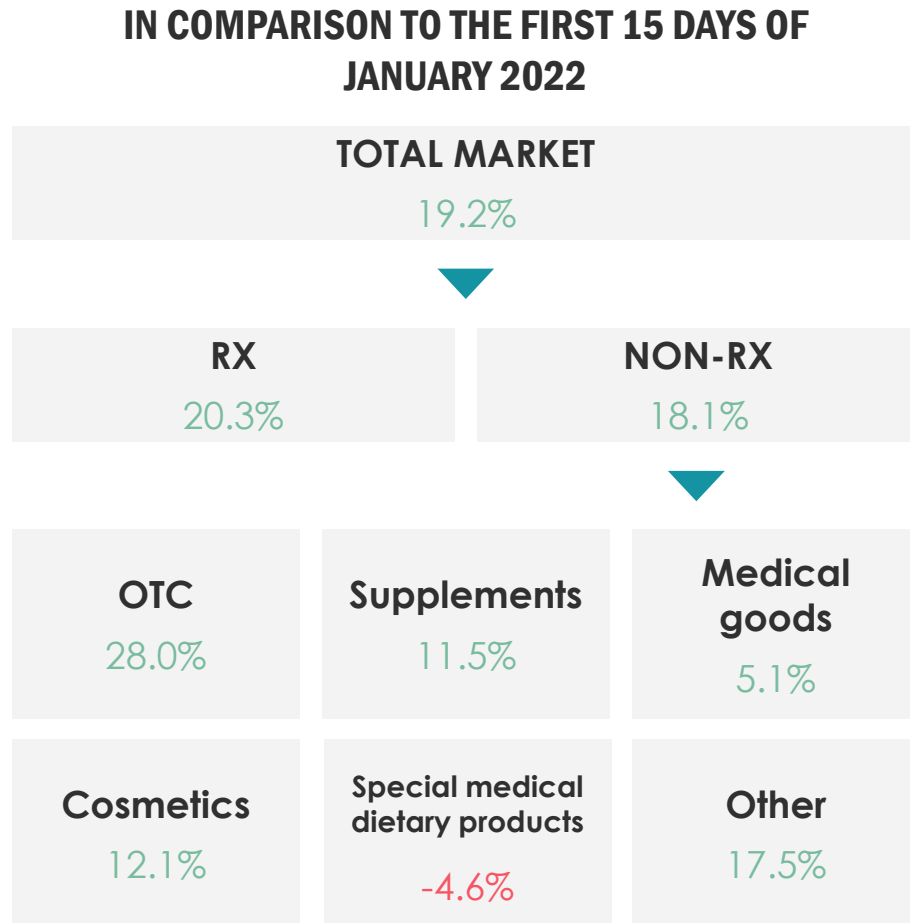 IN COMPARISON TO THE FIRST 15 DAYS OF
JANUARY 2022
TOTAL MARKET
19.2%
RX
20.3%
NON-RX
18.1%
OTC
28.0%
Supplements
11.5%
Medical
goods
5.1%
Cosmetics
12.1%
Special medical
dietary products
-4.6%
Other
17.5%